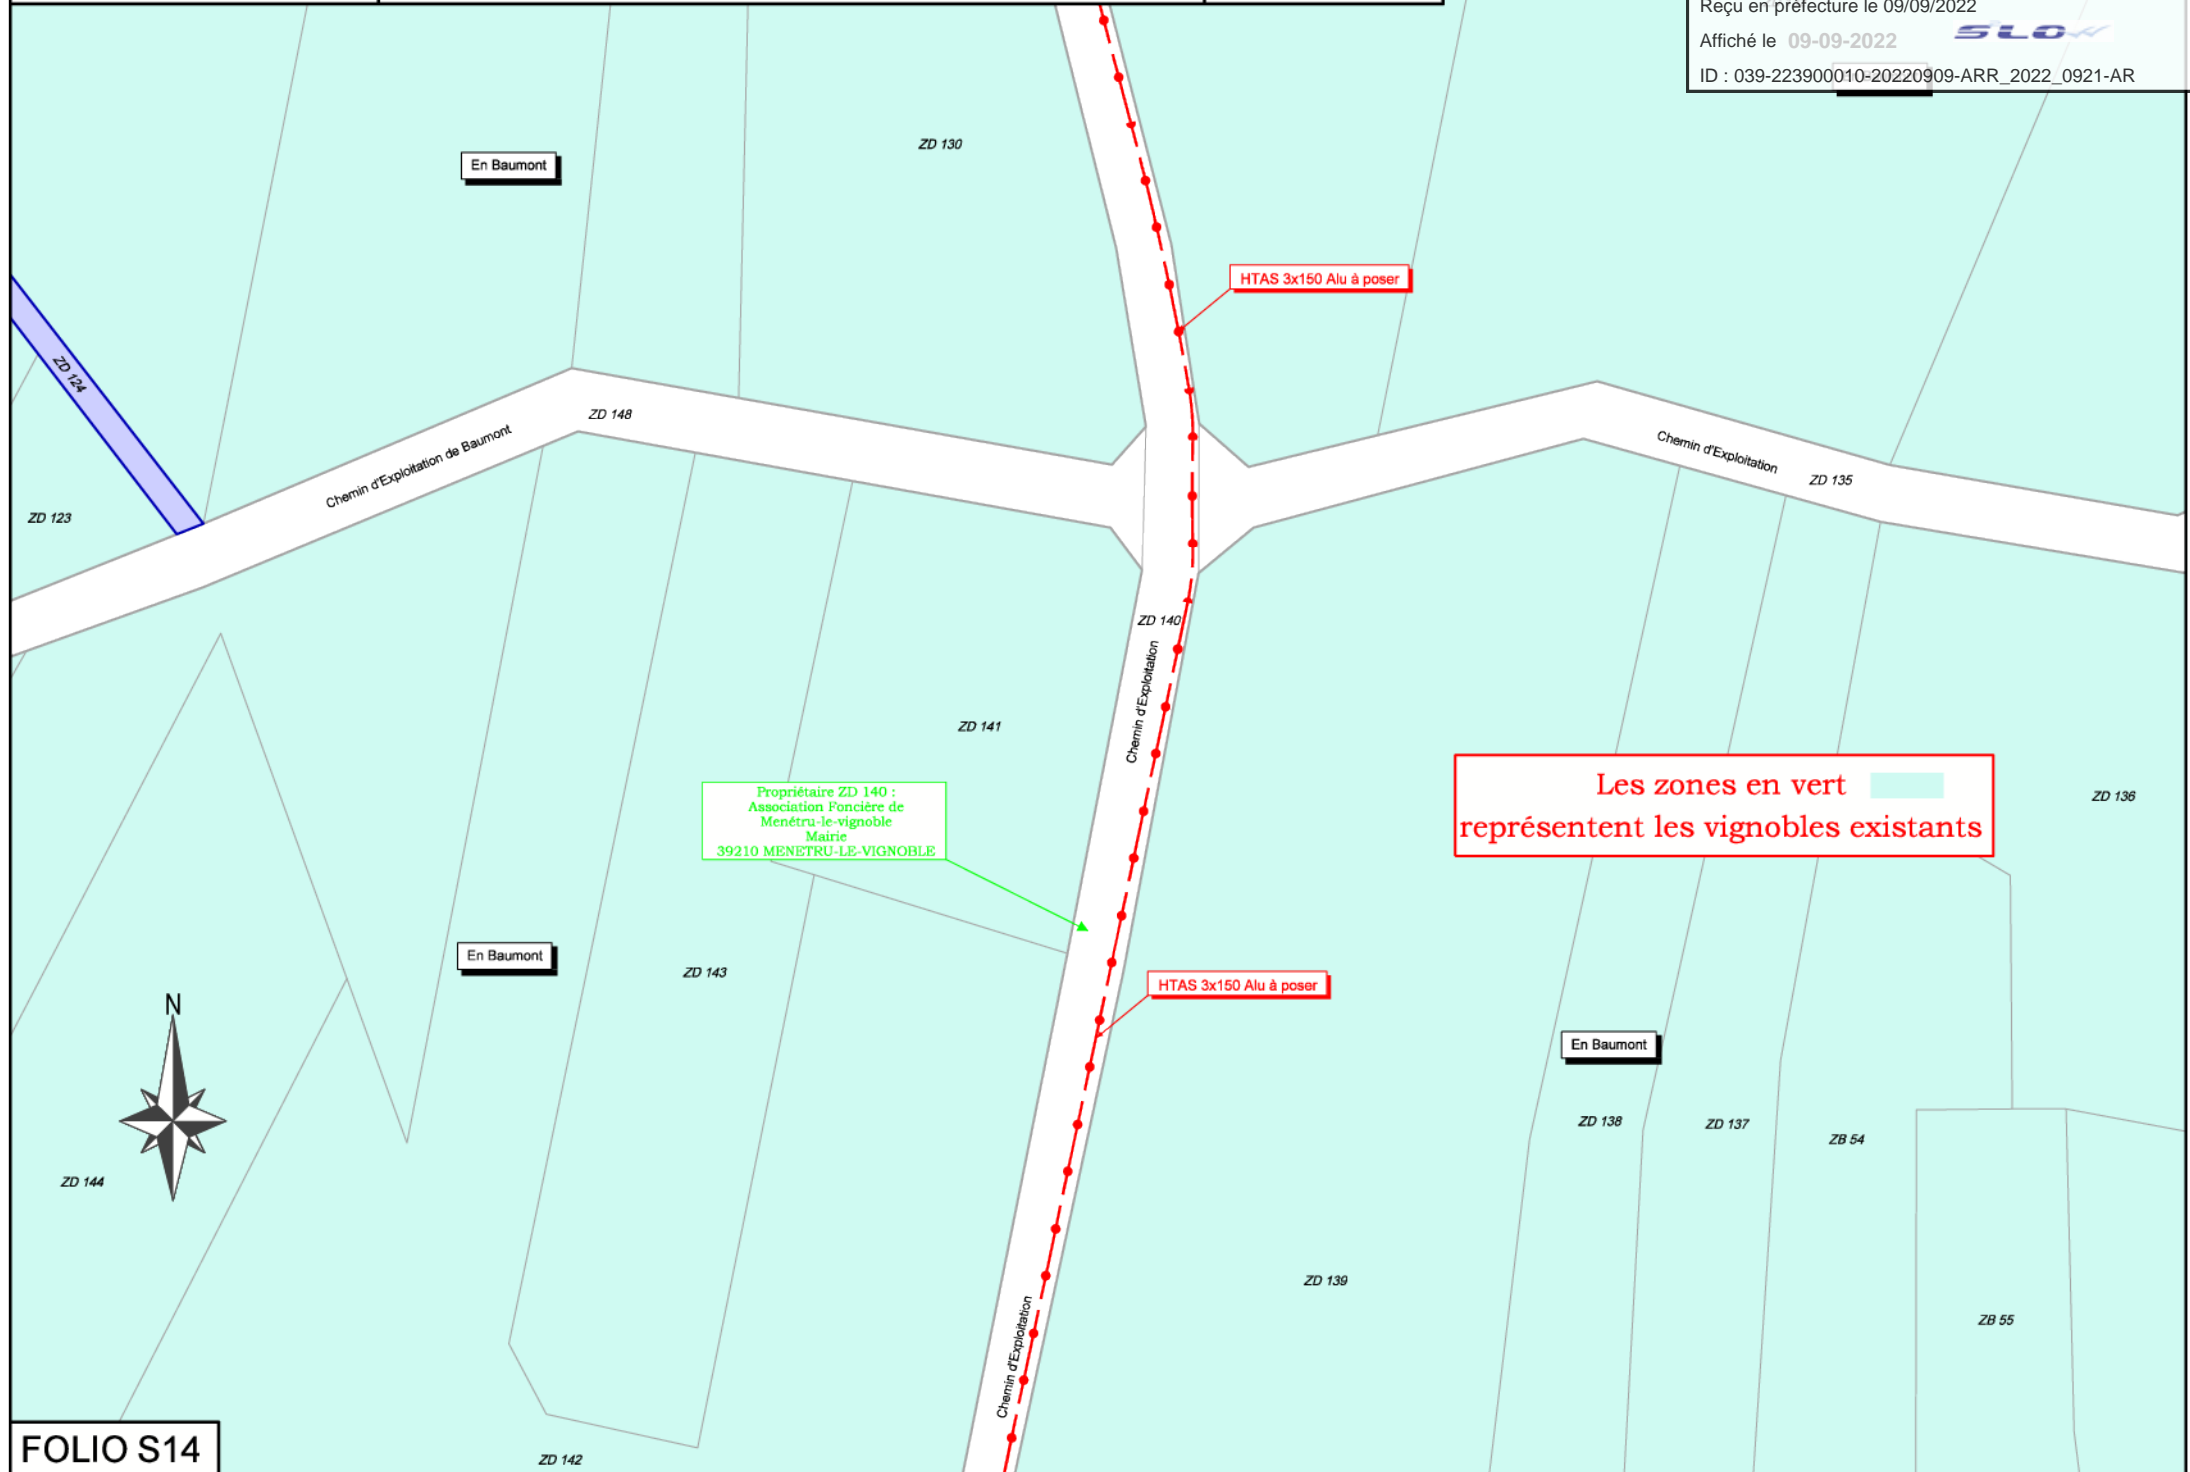 Reçu en préfecture le 09/09/2022
Affiché le 09-09-2022
SLOW
ID : 039-223900010-20220909-ARR_2022_0921-AR
ZD 130
En Baumont
HTAS 3x150 Alu à poser
ZD 124
ZD 148
Chemin d'Exploitation de Baumont
Chemin d'Exploitation
ZD 135
ZD 123
ZD 140
Chemin d'Exploitation
ZD 141
Propriétaire ZD 140 :
Association Foncière de
Menétru-le-vignoble
Mairie
39210 MENETRU-LE-VIGNOBLE
Les zones en vert
représentent les vignobles existants
ZD 136
En Baumont
ZD 143
HTAS 3x150 Alu à poser
N
En Baumont
ZD 138
ZD 137
ZB 54
ZD 144
ZD 139
ZB 55
Chemin d'Exploitation
FOLIO S14
ZD 142